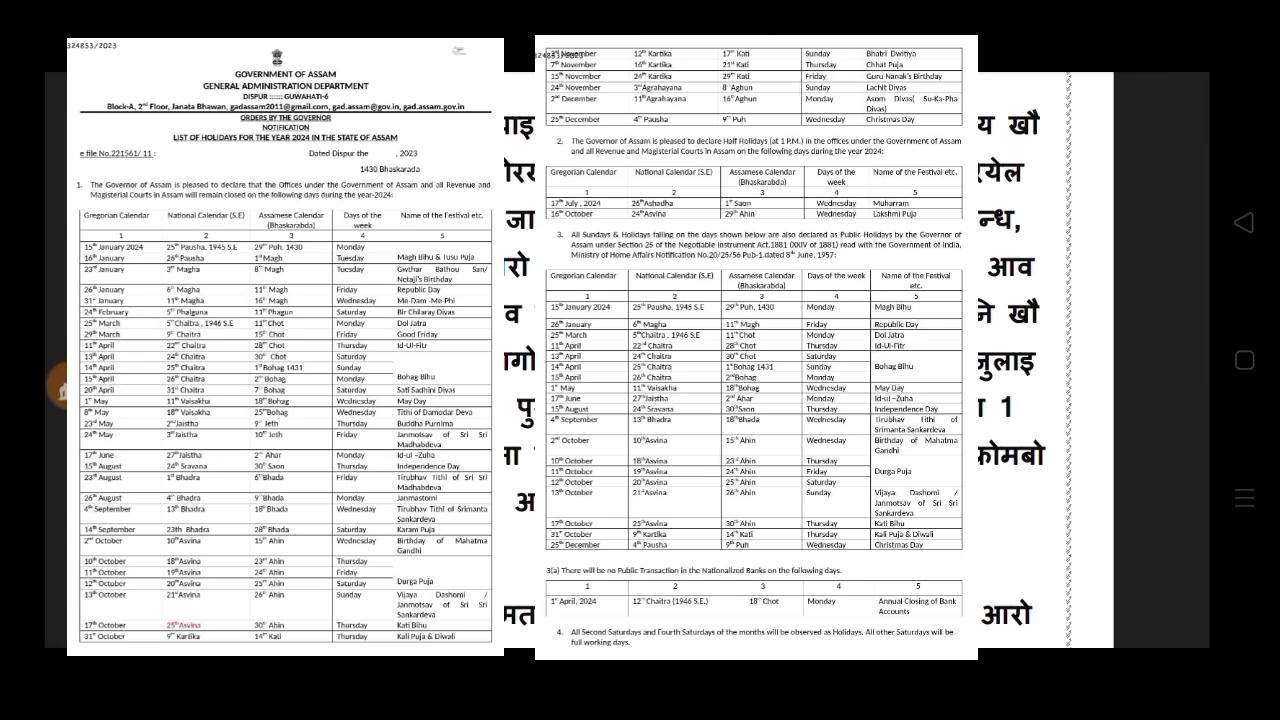 324853/2023
GOVERNMENT OF ASSAM
GENERAL ADMINISTRATION DEPARTMENT
DISPUR :::::: GUWAHATI-6
Block-A, 2nd Floor, Janata Bhawan, gadassam2011@gmail.com, gad.assam@gov.in, gad.assam.gov.in
ORDERS BY THE GOVERNOR
NOTIFICATION
LIST OF HOLIDAYS FOR THE YEAR 2024 IN THE STATE OF ASSAM
e file No.221561/ 11 : Dated Dispur the , 2023
1430 Bhaskarada
1. The Governor of Assam is pleased to declare that the Offices under the Government of Assam and all Revenue and
Magisterial Courts in Assam will remain closed on the following days during the year-2024:
Gregorian Calendar National Calendar (S.E) Assamese Calendar Days of the Name of the Festival etc.
(Bhaskarabda) week
1 2 3 4 5
15th January 2024 25th Pausha, 1945 S.E 29th Puh, 1430 Monday
16th January 26th Pausha 1st Magh Tuesday Magh Bihu & Tusu Puja
23rd January 3rd Magha 8th Magh Tuesday Gwthar Bathou San/
Netaji's Birthday
26th January 6th Magha 11th Magh Friday Republic Day
31st January 11th Magha 16th Magh Wednesday Me-Dam -Me-Phi
24th February 5th Phalguna 11th Phagun Saturday Bir Chilaray Divas
25th March 5th Chaitra , 1946 S.E 11th Chot Monday Dol Jatra
29th March 9th Chaitra 15th Chot Friday Good Friday
11th April 22nd Chaitra 28th Chot Thursday Id-Ul-Fitr
13th April 24th Chaitra 30th Chot Saturday
14th April 25th Chaitra 1st Bohag 1431 Sunday
15th April 26th Chaitra 2nd Bohag Monday Bohag Bihu
20th April 31st Chaitra 7th Bohag Saturday Sati Sadhini Divas
1st May 11th Vaisakha 18th Bohag Wednesday May Day
8th May 18th Vaisakha 25th Bohag Wednesday Tithi of Damodar Deva
23rd May 2nd Jaistha 9th Jeth Thursday Buddha Purnima
24th May 3rd Jaistha 10th Jeth Friday Janmotsav of Sri Sri
Madhabdeva
17th June 27th Jaistha 2nd Ahar Monday Id-ul –Zuha
15th August 24th Sravana 30th Saon Thursday Independence Day
23rd August 1st Bhadra 6th Bhada Friday Tirubhav Tithi of Sri Sri
Madhabdeva
26th August 4th Bhadra 9th Bhada Monday Janmastomi
4th September 13th Bhadra 18th Bhada Wednesday Tirubhav Tithi of Srimanta
Sankardeva
14th September 23th Bhadra 28th Bhada Saturday Karam Puja
2nd October 10th Asvina 15th Ahin Wednesday Birthday of Mahatma
Gandhi
10th October 18th Asvina 23rd Ahin Thursday
11th October 19th Asvina 24th Ahin Friday
12th October 20th Asvina 25th Ahin Saturday Durga Puja
13th October 21st Asvina 26th Ahin Sunday Vijaya Dashomi /
Janmotsav of Sri Sri
Sankardeva
17th October 25th Asvina 30th Ahin Thursday Kati Bihu
31st October 9th Kartika 14th Kati Thursday Kali Puja & Diwali
3rd November 12th Kartika 17th Kati Sunday Bhatri Dwitiya
7th November 16th Kartika 21st Kati Thursday Chhat Puja
15th November 24th Kartika 29th Kati Friday Guru Nanak's Birthday
24th November 3rd Agrahayana 8th Aghun Sunday Lachit Divas
2nd December 11th Agrahayana 16th Aghun Monday Asom Divas( Su-Ka-Pha
Divas)
25th December 4th Pausha 9th Puh Wednesday Christmas Day
2. The Governor of Assam is pleased to declare Half Holidays (at 1 P.M.) in the offices under the Government of Assam
and all Revenue and Magisterial Courts in Assam on the following days during the year 2024:
Gregorian Calendar National Calendar (S.E) Assamese Calendar Days of the Name of the Festival etc.
(Bhaskarabda) week
1 2 3 4 5
17th July , 2024 26th Ashadha 1st Saon Wednesday Muharram
16th October 24th Asvina 29th Ahin Wednesday Lakshmi Puja
3. All Sundays & Holidays falling on the days shown below are also declared as Public Holidays by the Governor of
Assam under Section 25 of the Negotiable Instrument Act,1881 (XXIV of 1881) read with the Government of India,
Ministry of Home Affairs Notification No.20/25/56 Pub-1.dated 8th June, 1957:
Gregorian Calendar National Calendar (S.E) Assamese Calendar Days of the week Name of the Festival
(Bhaskarabda) etc.
1 2 3 4 5
15th January 2024 25th Pausha, 1945 S.E 29th Puh, 1430 Monday Magh Bihu
26th January 6th Magha 11th Magh Friday Republic Day
25th March 5th Chaitra , 1946 S.E 11th Chot Monday Dol Jatra
11th April 22nd Chaitra 28th Chot Thursday Id-Ul-Fitr
13th April 24th Chaitra 30th Chot Saturday
14th April 25th Chaitra 1st Bohag 1431 Sunday Bohag Bihu
15th April 26th Chaitra 2nd Bohag Monday
1st May 11th Vaisakha 18th Bohag Wednesday May Day
17th June 27th Jaistha 2nd Ahar Monday Id-ul –Zuha
15th August 24th Sravana 30th Saon Thursday Independence Day
4th September 13th Bhadra 18th Bhada Wednesday Tirubhav Tithi of
Srimanta Sankardeva
2nd October 10th Asvina 15th Ahin Wednesday Birthday of Mahatma
Gandhi
10th October 18th Asvina 23rd Ahin Thursday
11th October 19th Asvina 24th Ahin Friday Durga Puja
12th October 20th Asvina 25th Ahin Saturday
13th October 21st Asvina 26th Ahin Sunday Vijaya Dashomi /
Janmotsav of Sri Sri
Sankardeva
17th October 25th Asvina 30th Ahin Thursday Kati Bihu
31st October 9th Kartika 14th Kati Thursday Kali Puja & Diwali
25th December 4th Pausha 9th Puh Wednesday Christmas Day
3(a) There will be no Public Transaction in the Nationalized Banks on the following days.
1 2 3 4 5
1st April, 2024 12th Chaitra (1946 S.E.) 18th Chot Monday Annual Closing of Bank
Accounts
4. All Second Saturdays and Fourth Saturdays of the months will be observed as Holidays. All other Saturdays will be
full working days.
खौ
न्ध,
आव
खौ
जुलाइ
1
फोमबो
आरो